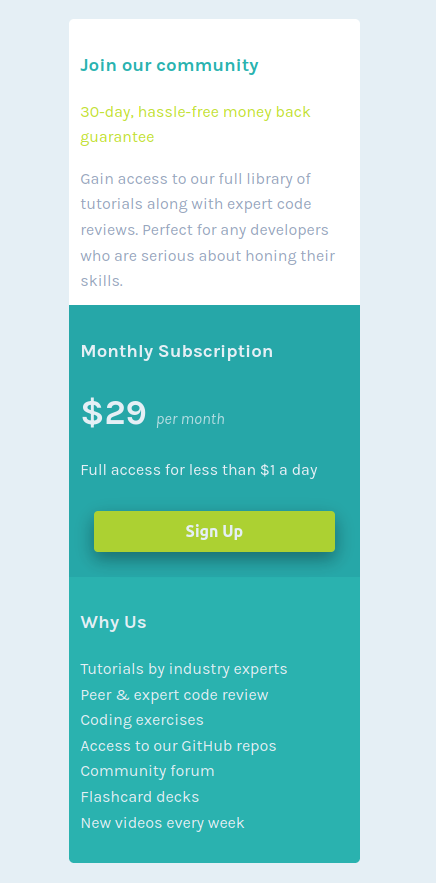 Join our community
30-day, hassle-free money back
guarantee
Gain access to our full library of
tutorials along with expert code
reviews. Perfect for any developers
who are serious about honing their
skills.
Monthly Subscription
$29 per month
Full access for less than $1 a day
Sign Up
Why Us
Tutorials by industry experts
Peer & expert code review
Coding exercises
Access to our GitHub repos
Community forum
Flashcard decks
New videos every week